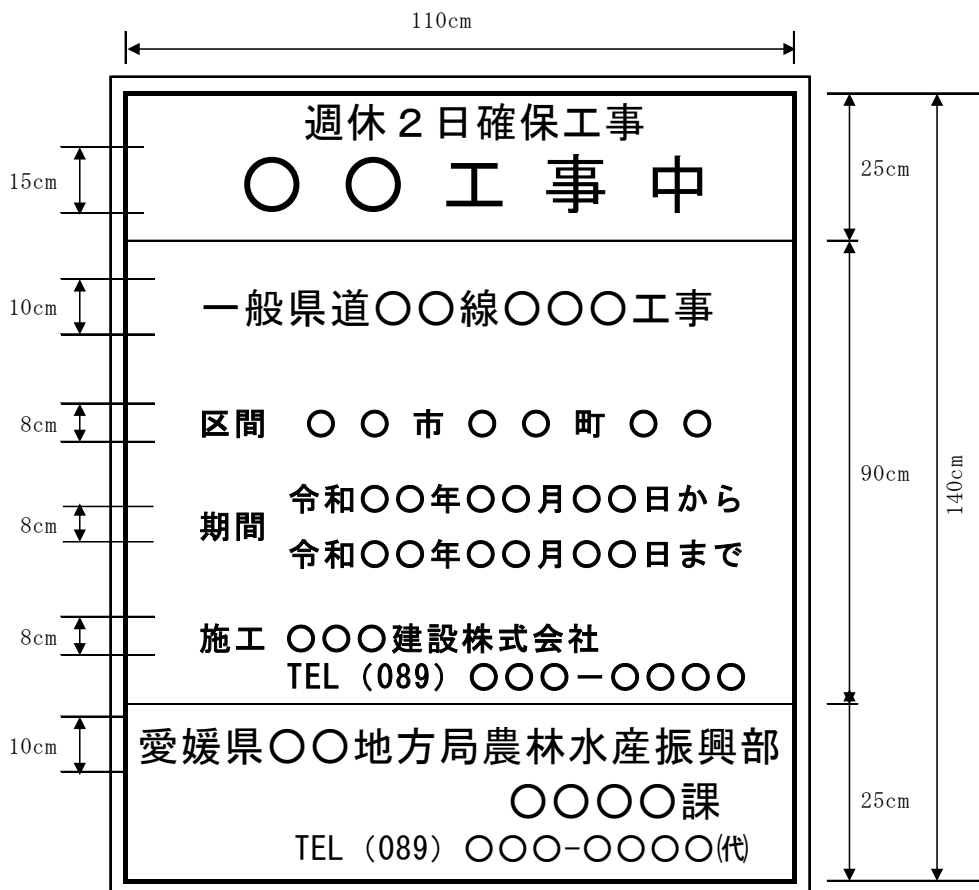 110cm
週休２日確保工事
○○工事中
15cm
25cm
一般県道○○線○○○工事
10cm
区間 ○○市○○町○○
8cm
90cm
140cm
期間 令和○○年○○月○○日から
令和○○年○○月○○日まで
8cm
施工 ○○○建設株式会社
TEL（089）○○○－○○○○
8cm
愛媛県○○地方局農林水産振興部
○○○○課
TEL（089）○○○-○○○○㈹
10cm
25cm